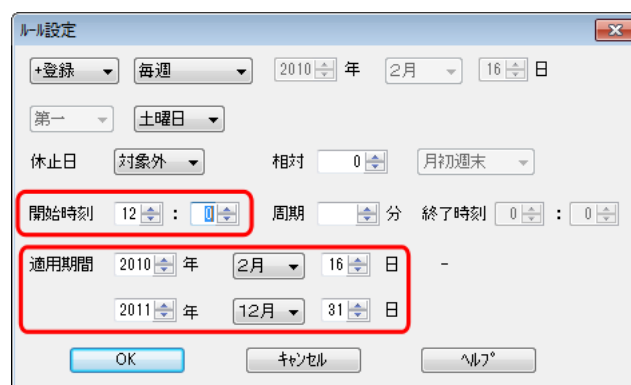 ルール設定
+登録 毎週 2010 年 2月 16 日
第一 土曜日
休止日 対象外 相対 0 月初週末
開始時刻 12 : 0 周期 分 終了時刻 0 : 0
適用期間 2010 年 2月 16 日 -
2011 年 12月 31 日
OK キャンセル ヘルプ